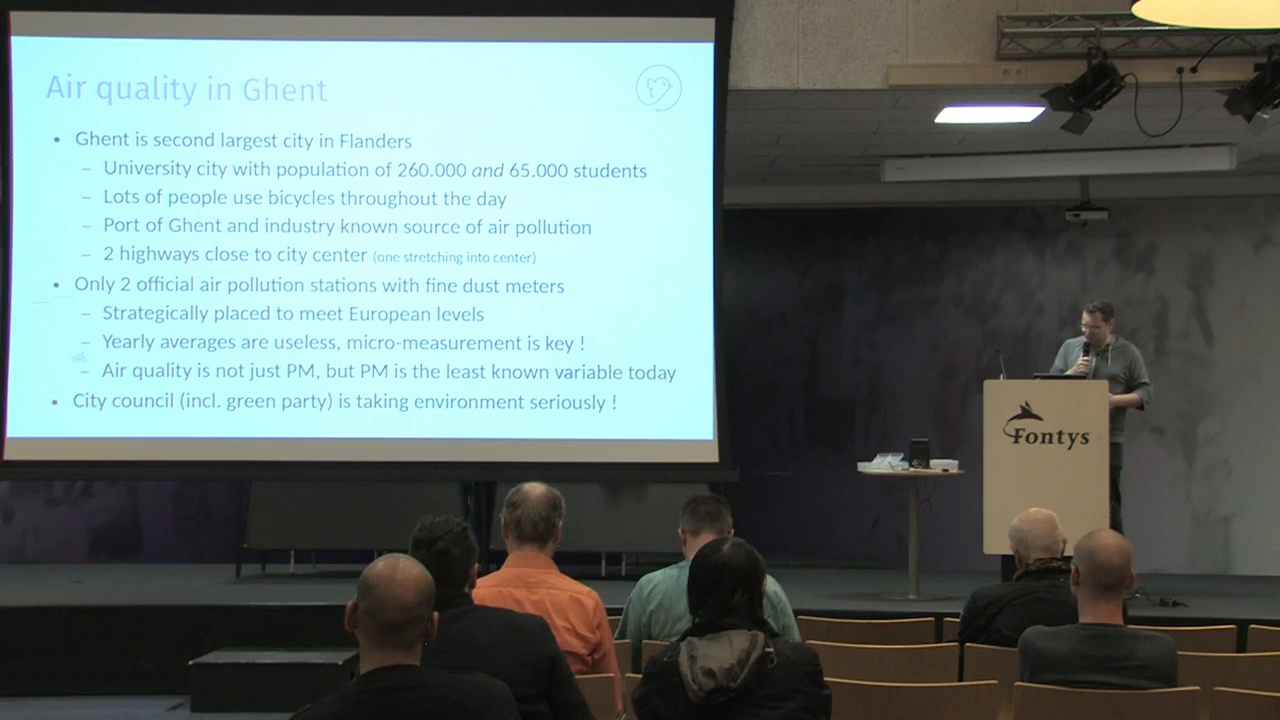 Air quality in Ghent
• Ghent is second largest city in Flanders
– University city with population of 260.000 and 65.000 students
– Lots of people use bicycles throughout the day
– Port of Ghent and industry known source of air pollution
– 2 highways close to city center (one stretching into center)
• Only 2 official air pollution stations with fine dust meters
– Strategically placed to meet European levels
– Yearly averages are useless, micro-measurement is key !
– Air quality is not just PM, but PM is the least known variable today
• City council (incl. green party) is taking environment seriously !
Fontys